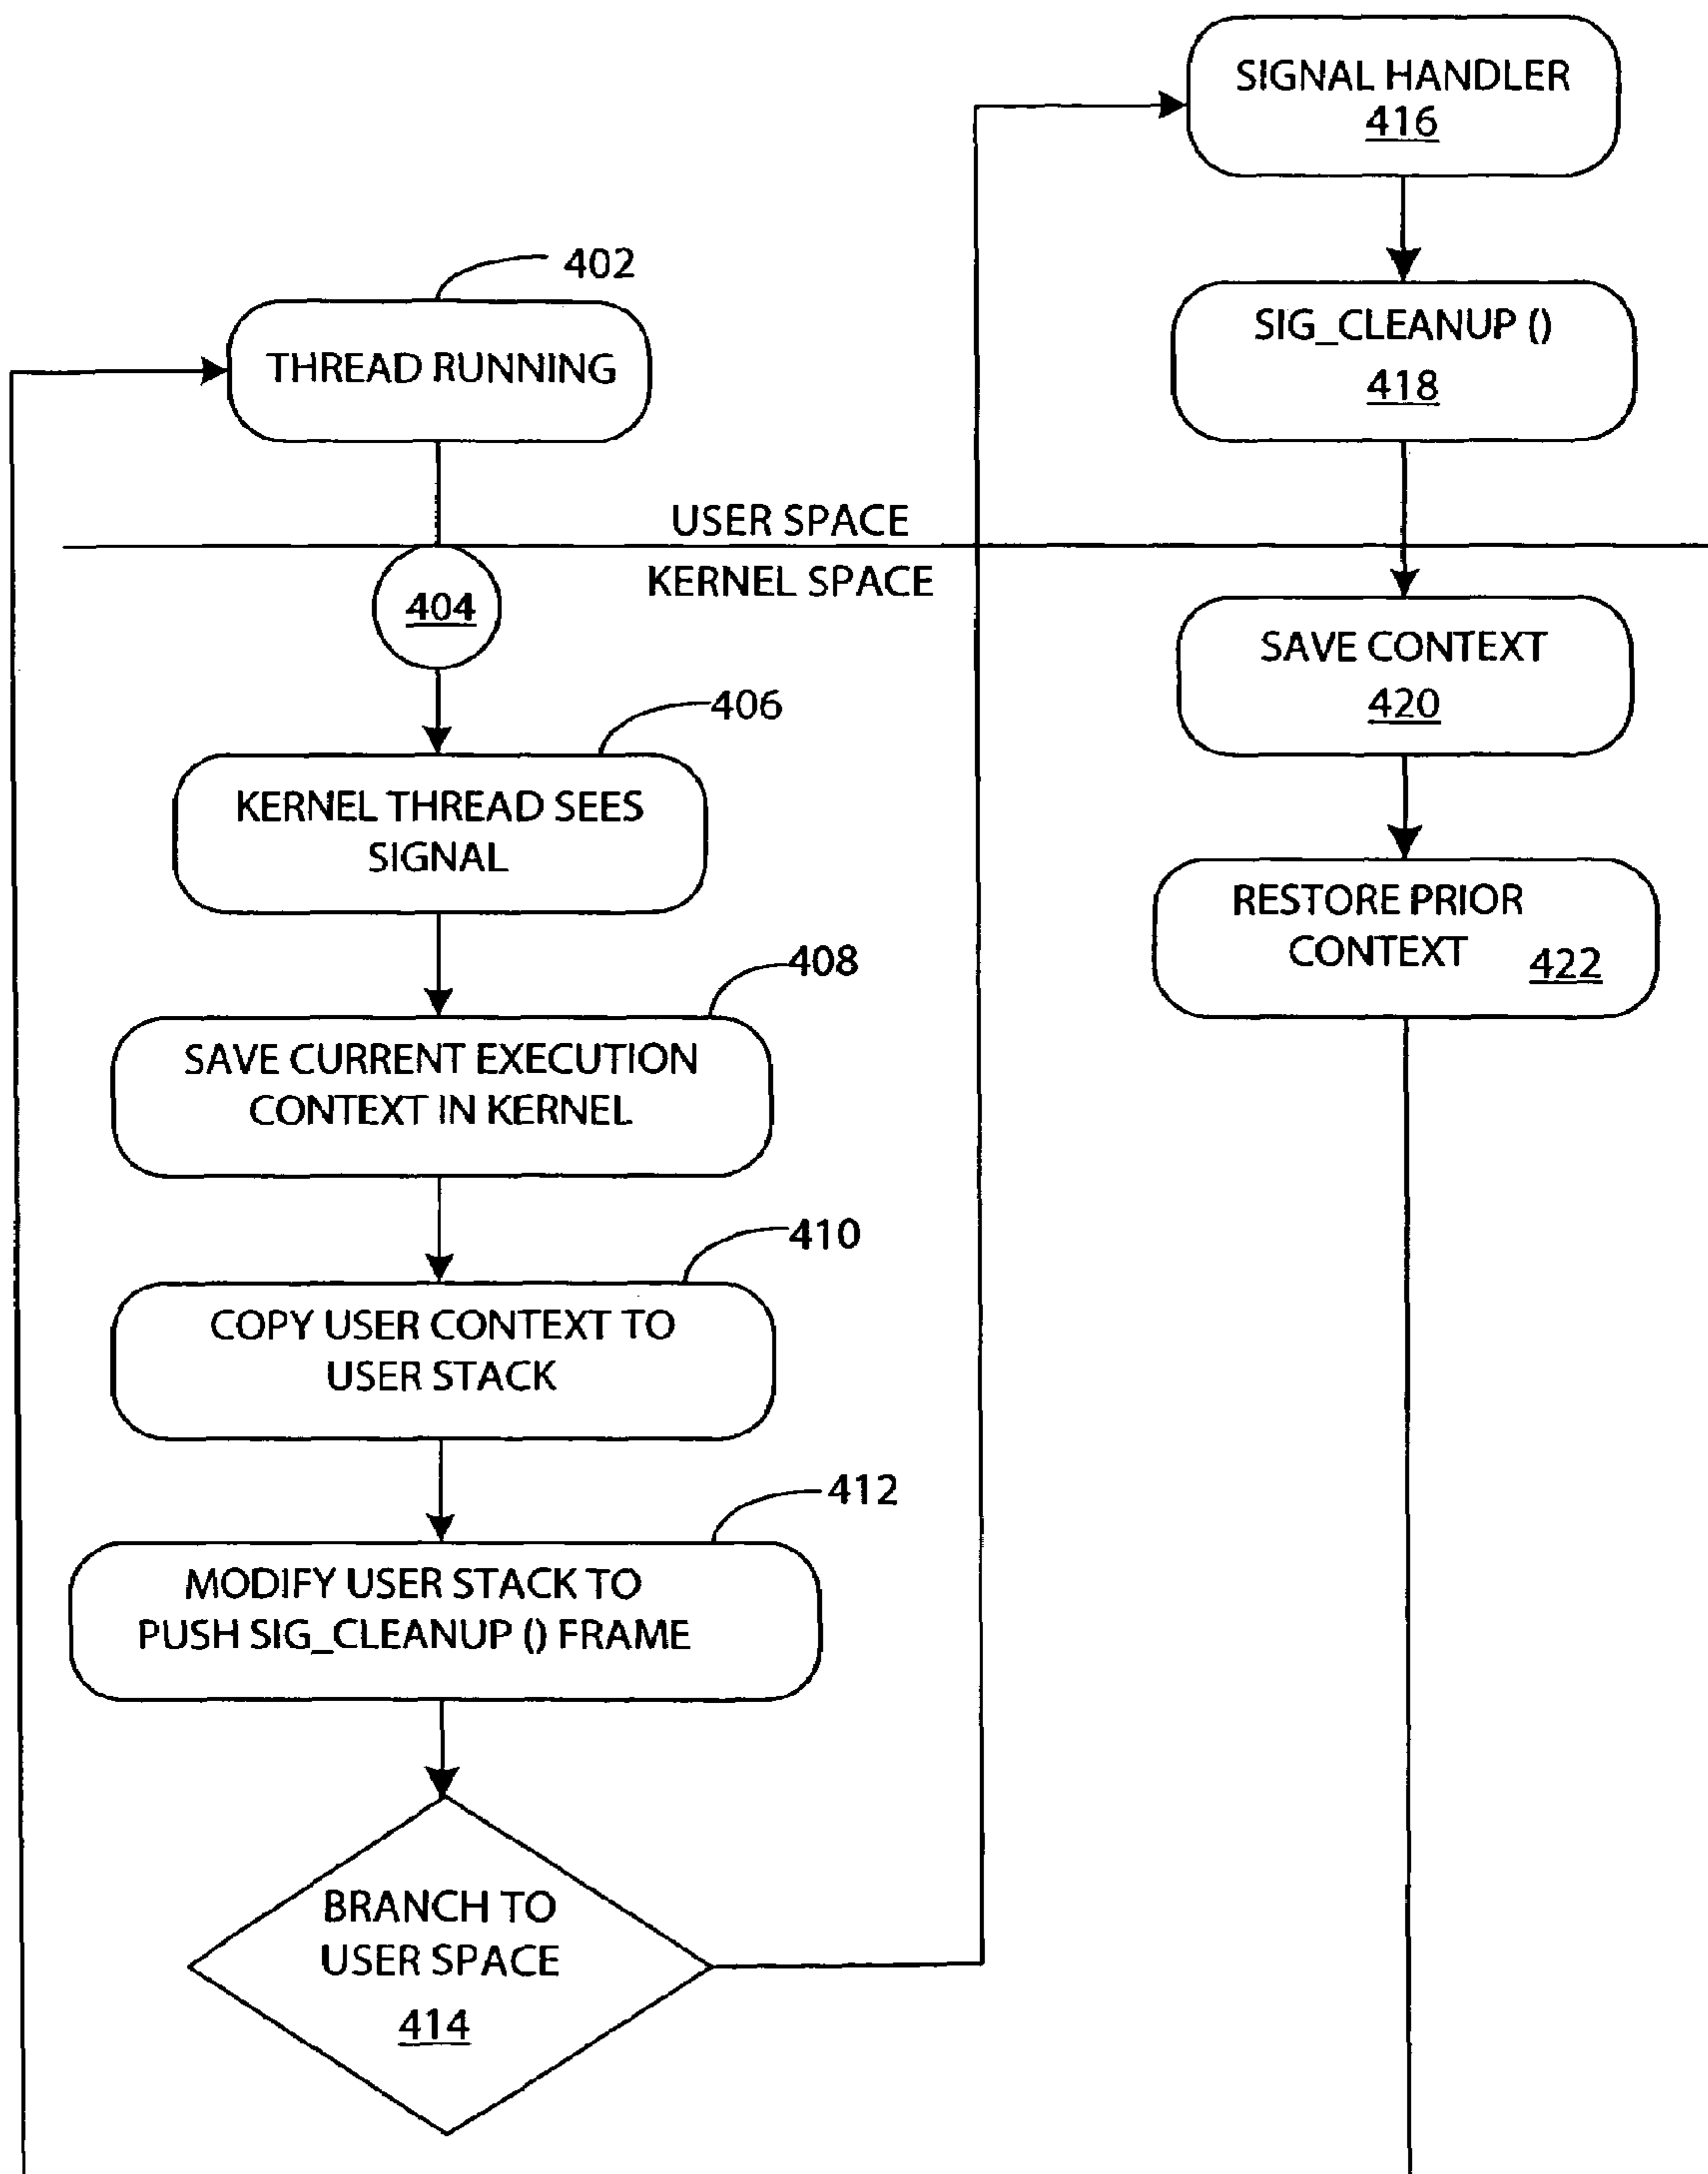 402
THREAD RUNNING
USER SPACE
KERNEL SPACE
404
406
KERNEL THREAD SEES
SIGNAL
408
SAVE CURRENT EXECUTION
CONTEXT IN KERNEL
410
COPY USER CONTEXT TO
USER STACK
412
MODIFY USER STACK TO
PUSH SIG_CLEANUP () FRAME
BRANCH TO
USER SPACE
414
SIGNAL HANDLER
416
SIG_CLEANUP ()
418
SAVE CONTEXT
420
RESTORE PRIOR
CONTEXT 422